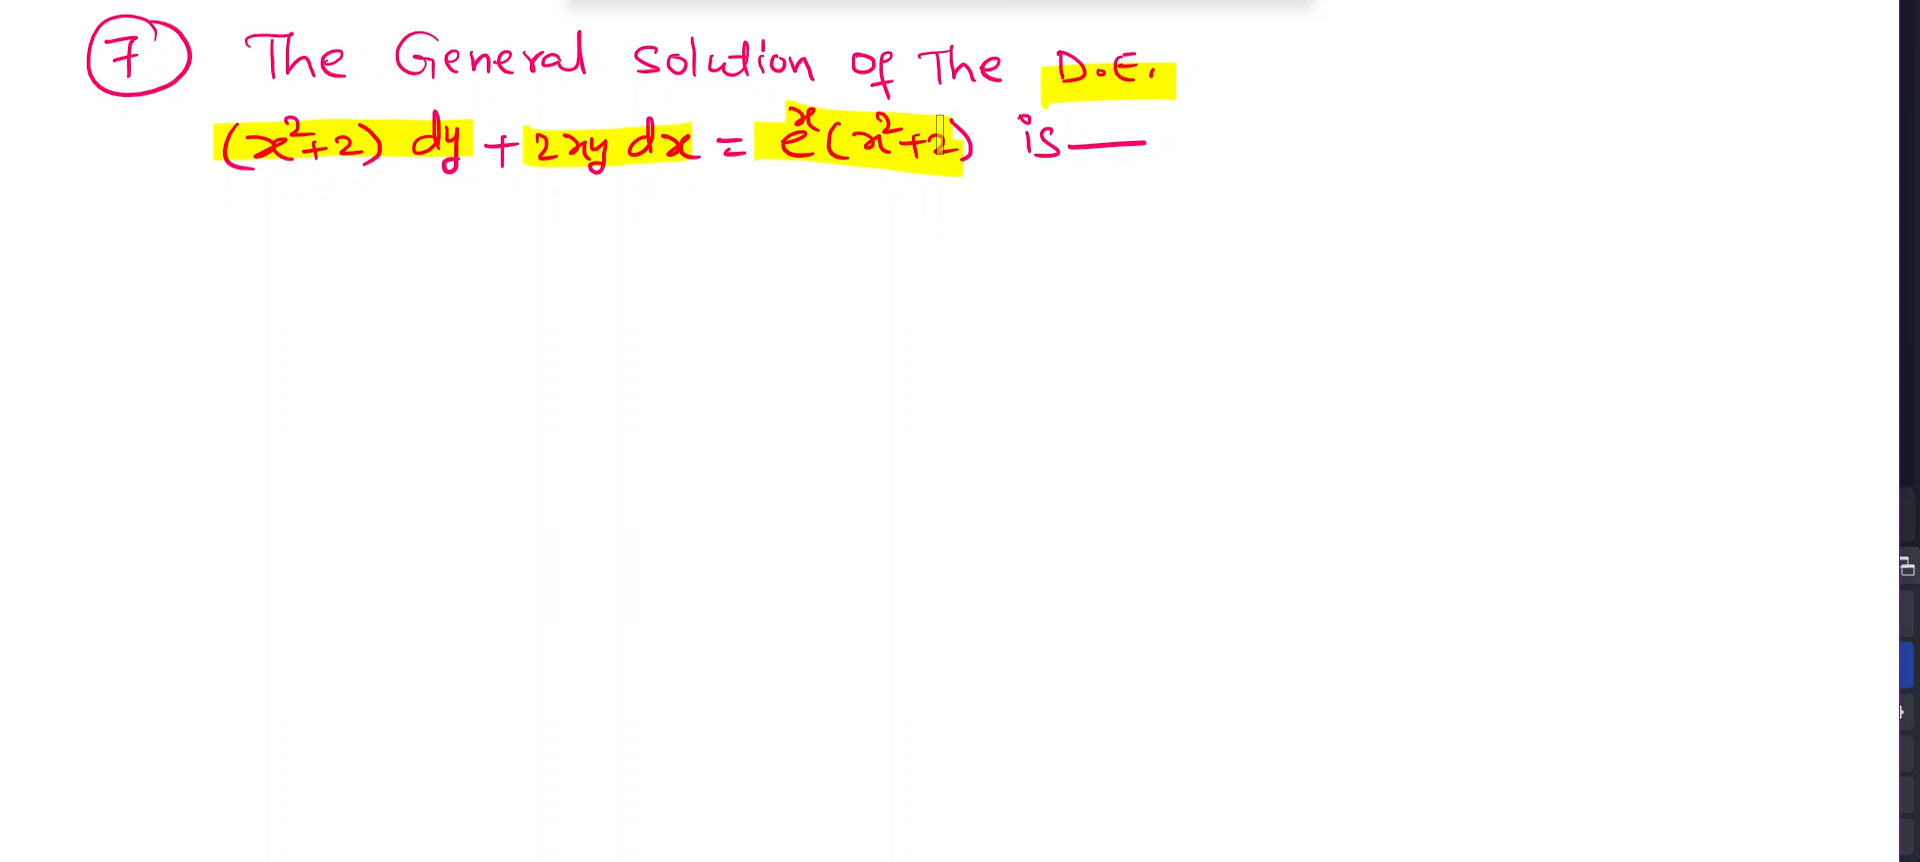 7 The General solution of The D.E.
(x²+2) dy + 2xy dx = eˣ(x²+2) is —